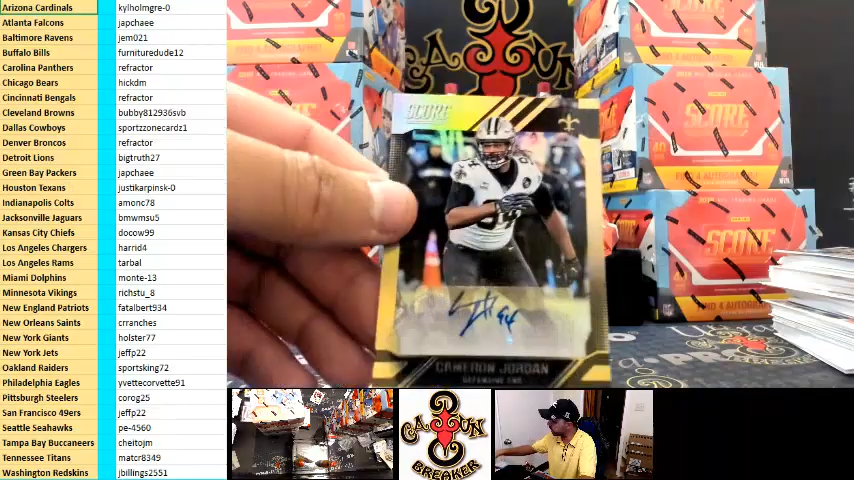 Arizona Cardinals kylholmgre-0
Atlanta Falcons japchaee
Baltimore Ravens jem021
Buffalo Bills furnituredude12
Carolina Panthers refractor
Chicago Bears hickdm
Cincinnati Bengals refractor
Cleveland Browns bubby812936svb
Dallas Cowboys sportzzonecardz1
Denver Broncos refractor
Detroit Lions bigtruth27
Green Bay Packers japchaee
Houston Texans justkarpinsk-0
Indianapolis Colts amonc78
Jacksonville Jaguars bmwmsu5
Kansas City Chiefs docow99
Los Angeles Chargers harrid4
Los Angeles Rams tarbal
Miami Dolphins monte-13
Minnesota Vikings richstu_8
New England Patriots fatalbert934
New Orleans Saints crranches
New York Giants holster77
New York Jets jeffp22
Oakland Raiders sportsking72
Philadelphia Eagles yvettecorvette91
Pittsburgh Steelers corog25
San Francisco 49ers jeffp22
Seattle Seahawks pe-4560
Tampa Bay Buccaneers cheitojm
Tennessee Titans matcr8349
Washington Redskins jbillings2551
SCORE
94
CAMERON JORDAN
DEFENSIVE END
SCORE
SCORE
FIND 4 AUTOGRAPHS
CAJUN
BREAKER